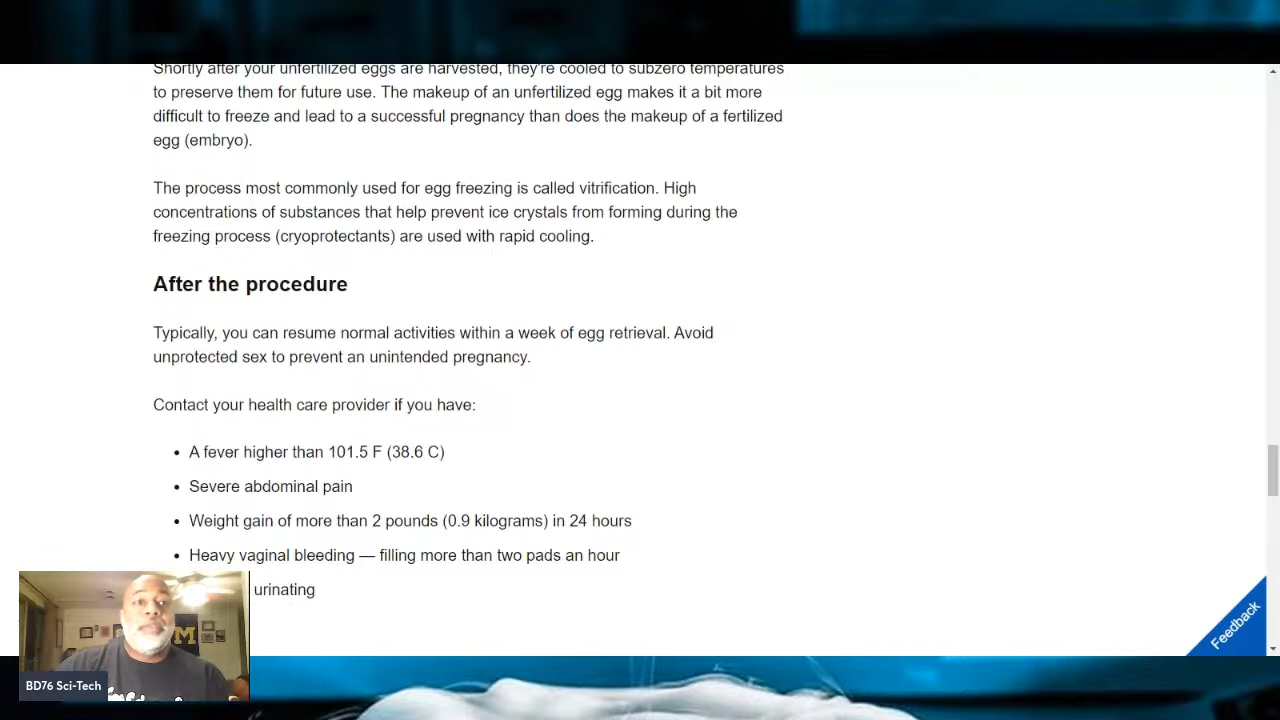 Shortly after your unfertilized eggs are harvested, they're cooled to subzero temperatures
to preserve them for future use. The makeup of an unfertilized egg makes it a bit more
difficult to freeze and lead to a successful pregnancy than does the makeup of a fertilized
egg (embryo).
The process most commonly used for egg freezing is called vitrification. High
concentrations of substances that help prevent ice crystals from forming during the
freezing process (cryoprotectants) are used with rapid cooling.
After the procedure
Typically, you can resume normal activities within a week of egg retrieval. Avoid
unprotected sex to prevent an unintended pregnancy.
Contact your health care provider if you have:
• A fever higher than 101.5 F (38.6 C)
• Severe abdominal pain
• Weight gain of more than 2 pounds (0.9 kilograms) in 24 hours
• Heavy vaginal bleeding — filling more than two pads an hour
urinating
M
BD76 Sci-Tech
Feedback